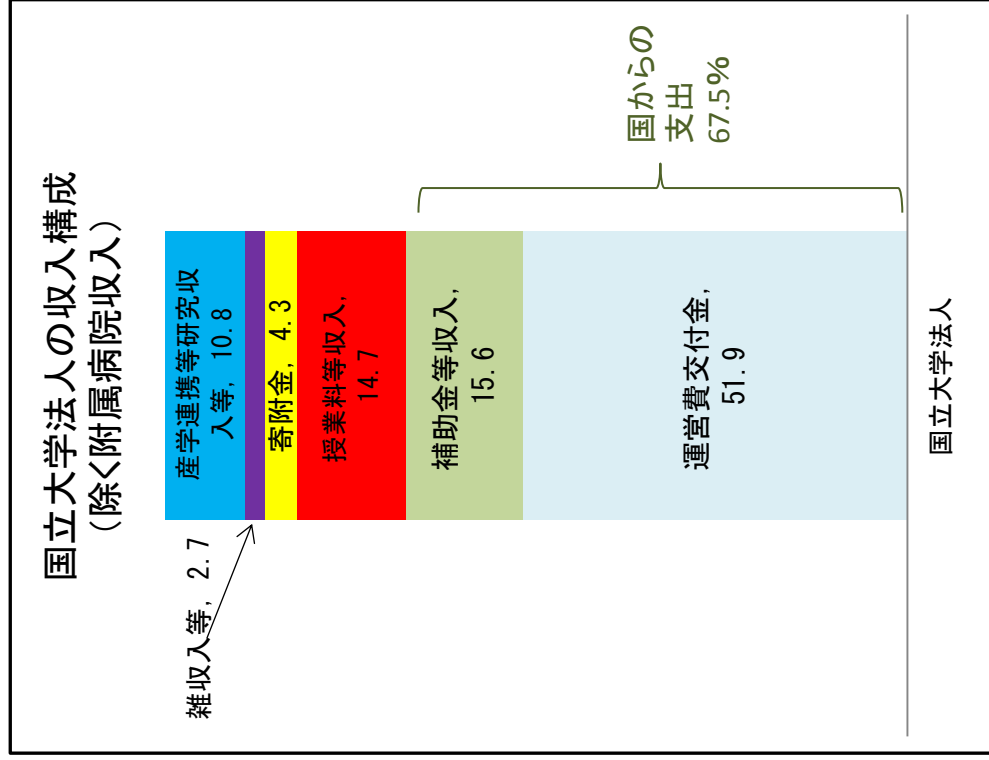 国立大学法人の収入構成
（除く附属病院収入）
雑収入等, 2.7
産学連携等研究収
入等, 10.8
寄附金, 4.3
授業料等収入,
14.7
補助金等収入,
15.6
運営費交付金,
51.9
国からの
支出
67.5%
国立大学法人